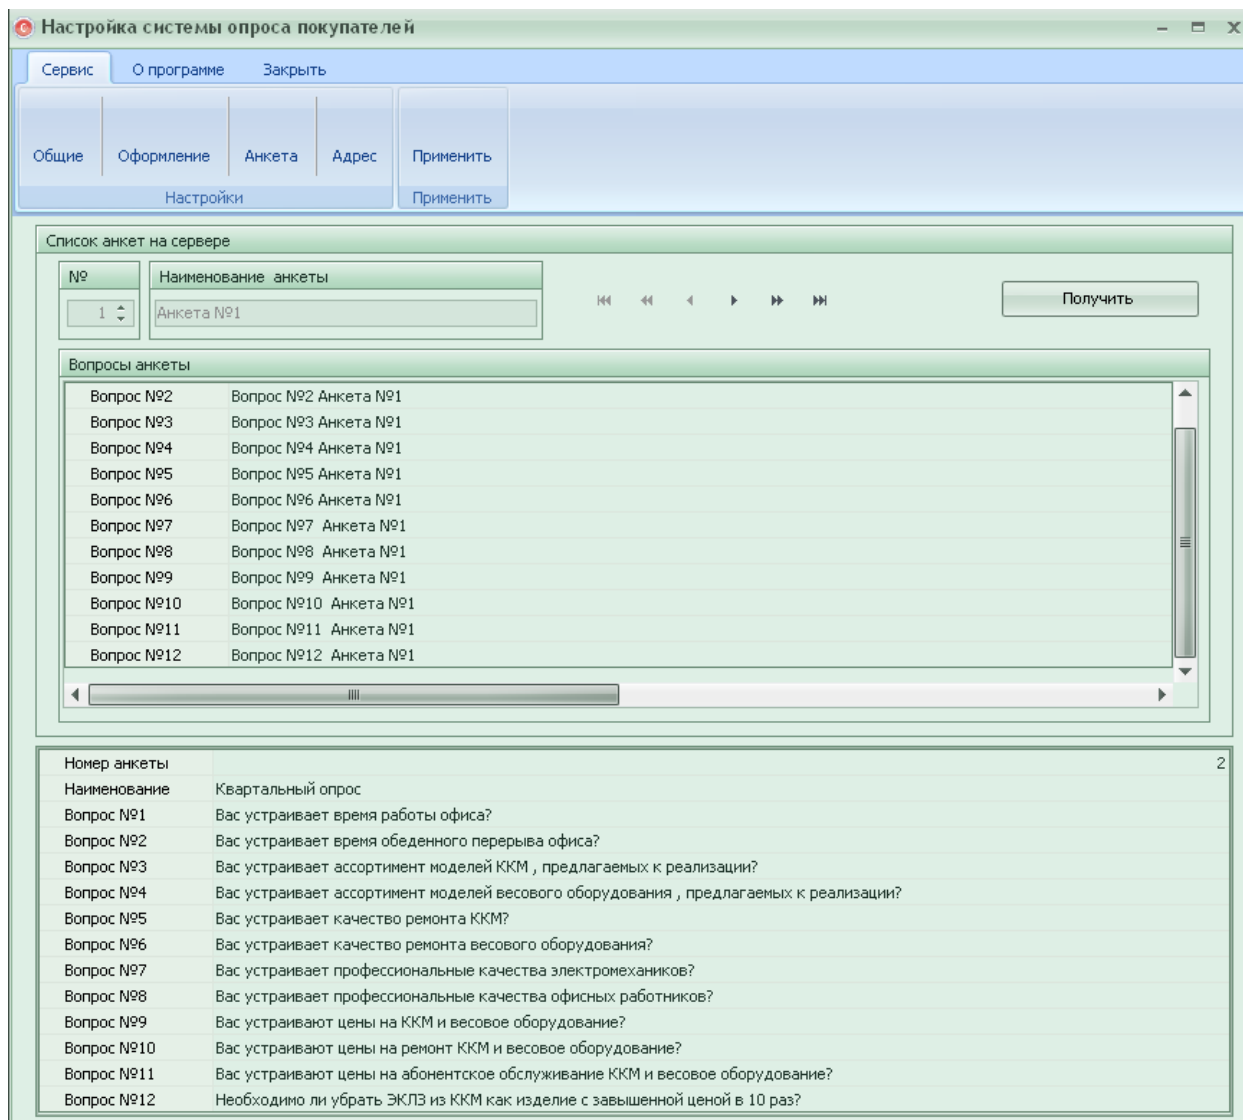 Настройка системы опроса покупателей
Сервис О программе Закрыть
Общие Оформление Анкета Адрес Применить
Настройки Применить
Список анкет на сервере
№ Наименование анкеты
1 Анкета №1 Получить
Вопросы анкеты
Вопрос №2 Вопрос №2 Анкета №1
Вопрос №3 Вопрос №3 Анкета №1
Вопрос №4 Вопрос №4 Анкета №1
Вопрос №5 Вопрос №5 Анкета №1
Вопрос №6 Вопрос №6 Анкета №1
Вопрос №7 Вопрос №7 Анкета №1
Вопрос №8 Вопрос №8 Анкета №1
Вопрос №9 Вопрос №9 Анкета №1
Вопрос №10 Вопрос №10 Анкета №1
Вопрос №11 Вопрос №11 Анкета №1
Вопрос №12 Вопрос №12 Анкета №1
Номер анкеты 2
Наименование Квартальный опрос
Вопрос №1 Вас устраивает время работы офиса?
Вопрос №2 Вас устраивает время обеденного перерыва офиса?
Вопрос №3 Вас устраивает ассортимент моделей ККМ , предлагаемых к реализации?
Вопрос №4 Вас устраивает ассортимент моделей весового оборудования , предлагаемых к реализации?
Вопрос №5 Вас устраивает качество ремонта ККМ?
Вопрос №6 Вас устраивает качество ремонта весового оборудования?
Вопрос №7 Вас устраивает профессиональные качества электромехаников?
Вопрос №8 Вас устраивает профессиональные качества офисных работников?
Вопрос №9 Вас устраивают цены на ККМ и весовое оборудование?
Вопрос №10 Вас устраивают цены на ремонт ККМ и весовое оборудование?
Вопрос №11 Вас устраивают цены на абонентское обслуживание ККМ и весовое оборудование?
Вопрос №12 Необходимо ли убрать ЭКЛЗ из ККМ как изделие с завышенной ценой в 10 раз?